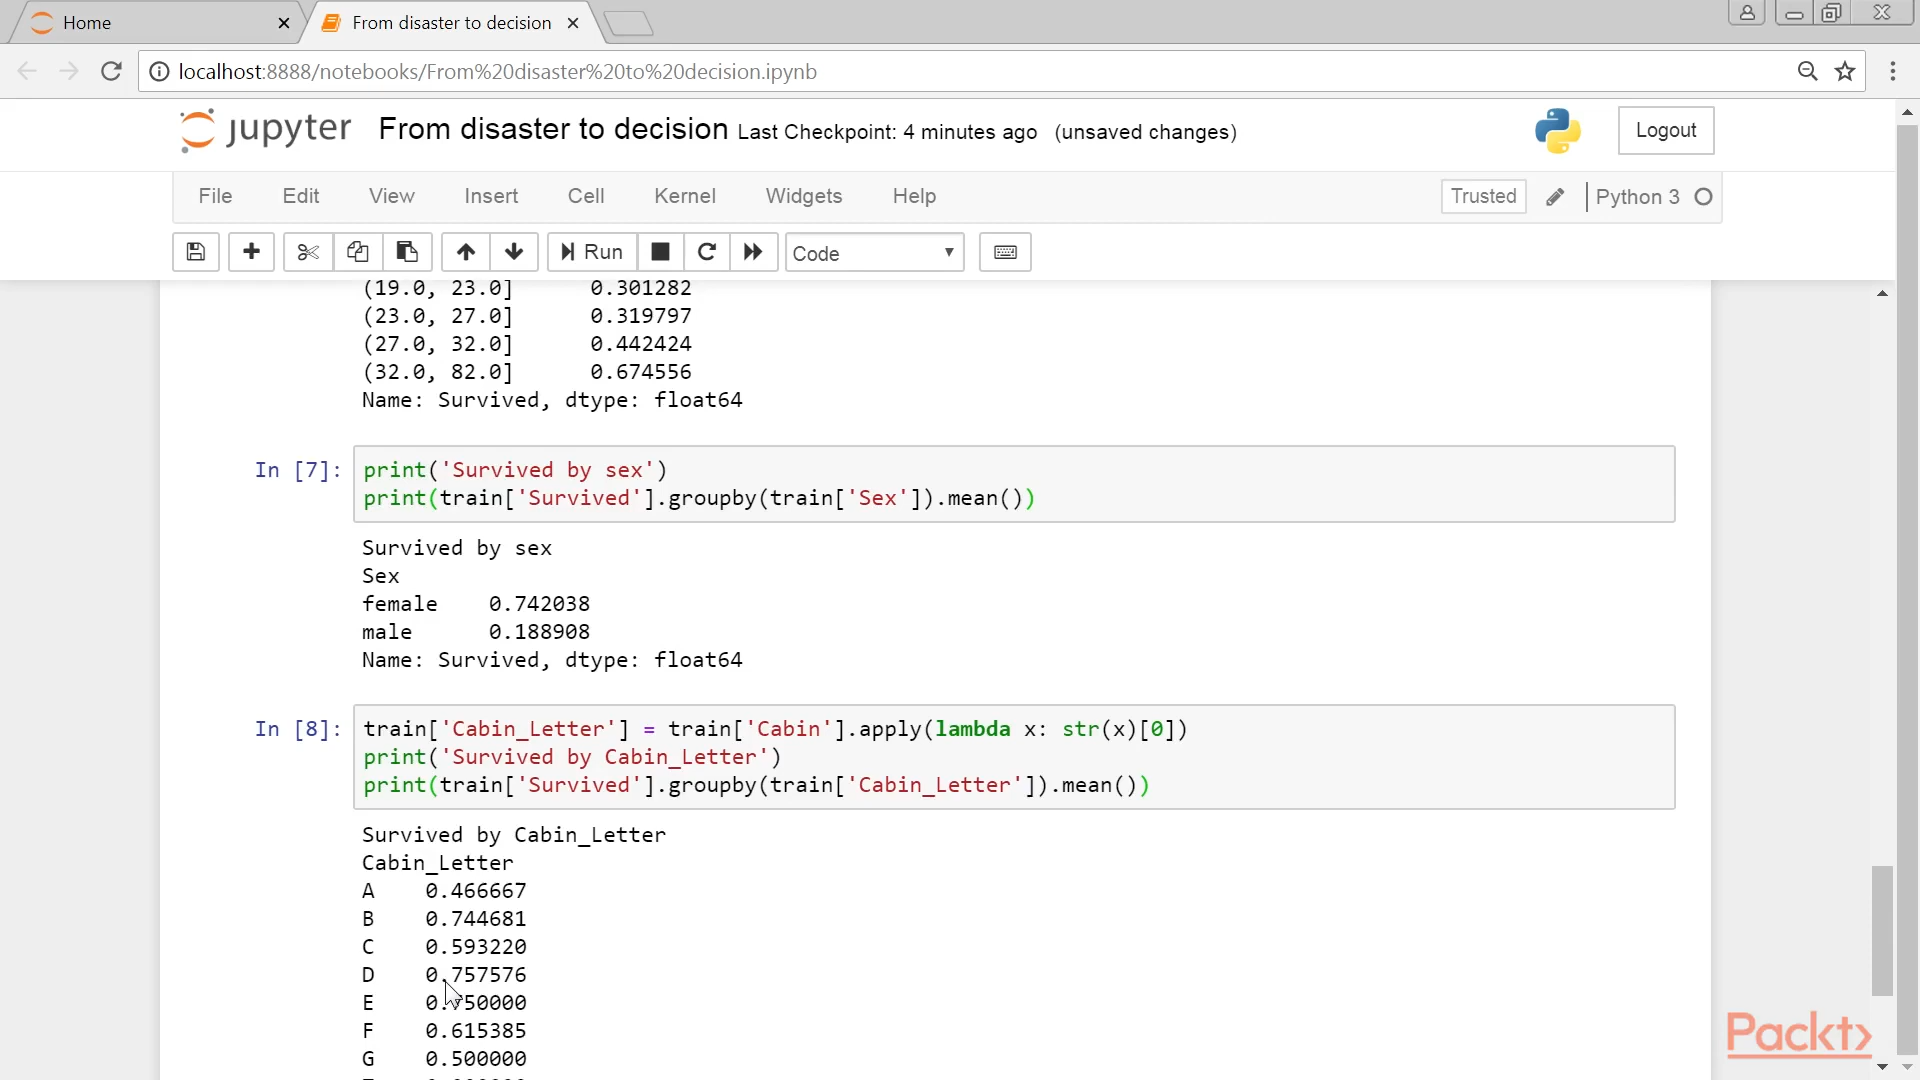 Home
From disaster to decision
localhost:8888/notebooks/From%20disaster%20to%20decision.ipynb
jupyter From disaster to decision Last Checkpoint: 4 minutes ago (unsaved changes)
Logout
File Edit View Insert Cell Kernel Widgets Help
Trusted
Python 3
Run
Code
(19.0, 23.0] 0.301282
(23.0, 27.0] 0.319797
(27.0, 32.0] 0.442424
(32.0, 82.0] 0.674556
Name: Survived, dtype: float64
In [7]:
print('Survived by sex')
print(train['Survived'].groupby(train['Sex']).mean())
Survived by sex
Sex
female 0.742038
male 0.188908
Name: Survived, dtype: float64
In [8]:
train['Cabin_Letter'] = train['Cabin'].apply(lambda x: str(x)[0])
print('Survived by Cabin_Letter')
print(train['Survived'].groupby(train['Cabin_Letter']).mean())
Survived by Cabin_Letter
Cabin_Letter
A 0.466667
B 0.744681
C 0.593220
D 0.757576
E 0.750000
F 0.615385
G 0.500000
Packt